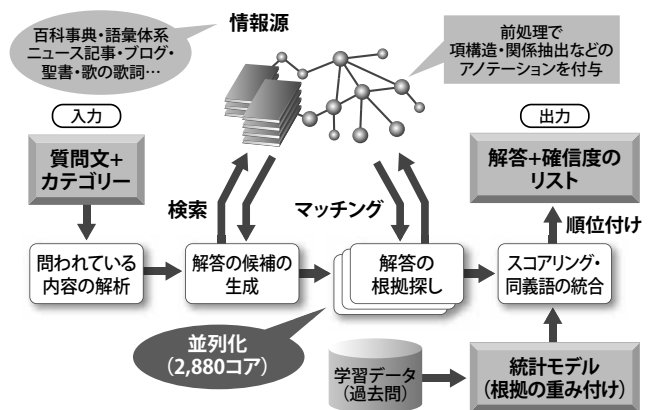 百科事典・語彙体系
ニュース記事・ブログ・
聖書・歌の歌詞…
情報源
前処理で
項構造・関係抽出などの
アノテーションを付与
入力
質問文+
カテゴリー
出力
解答+確信度の
リスト
検索
マッチング
順位付け
問われている
内容の解析
解答の候補の
生成
解答の
根拠探し
スコアリング・
同義語の統合
並列化
(2,880コア)
学習データ
(過去問)
統計モデル
(根拠の重み付け)